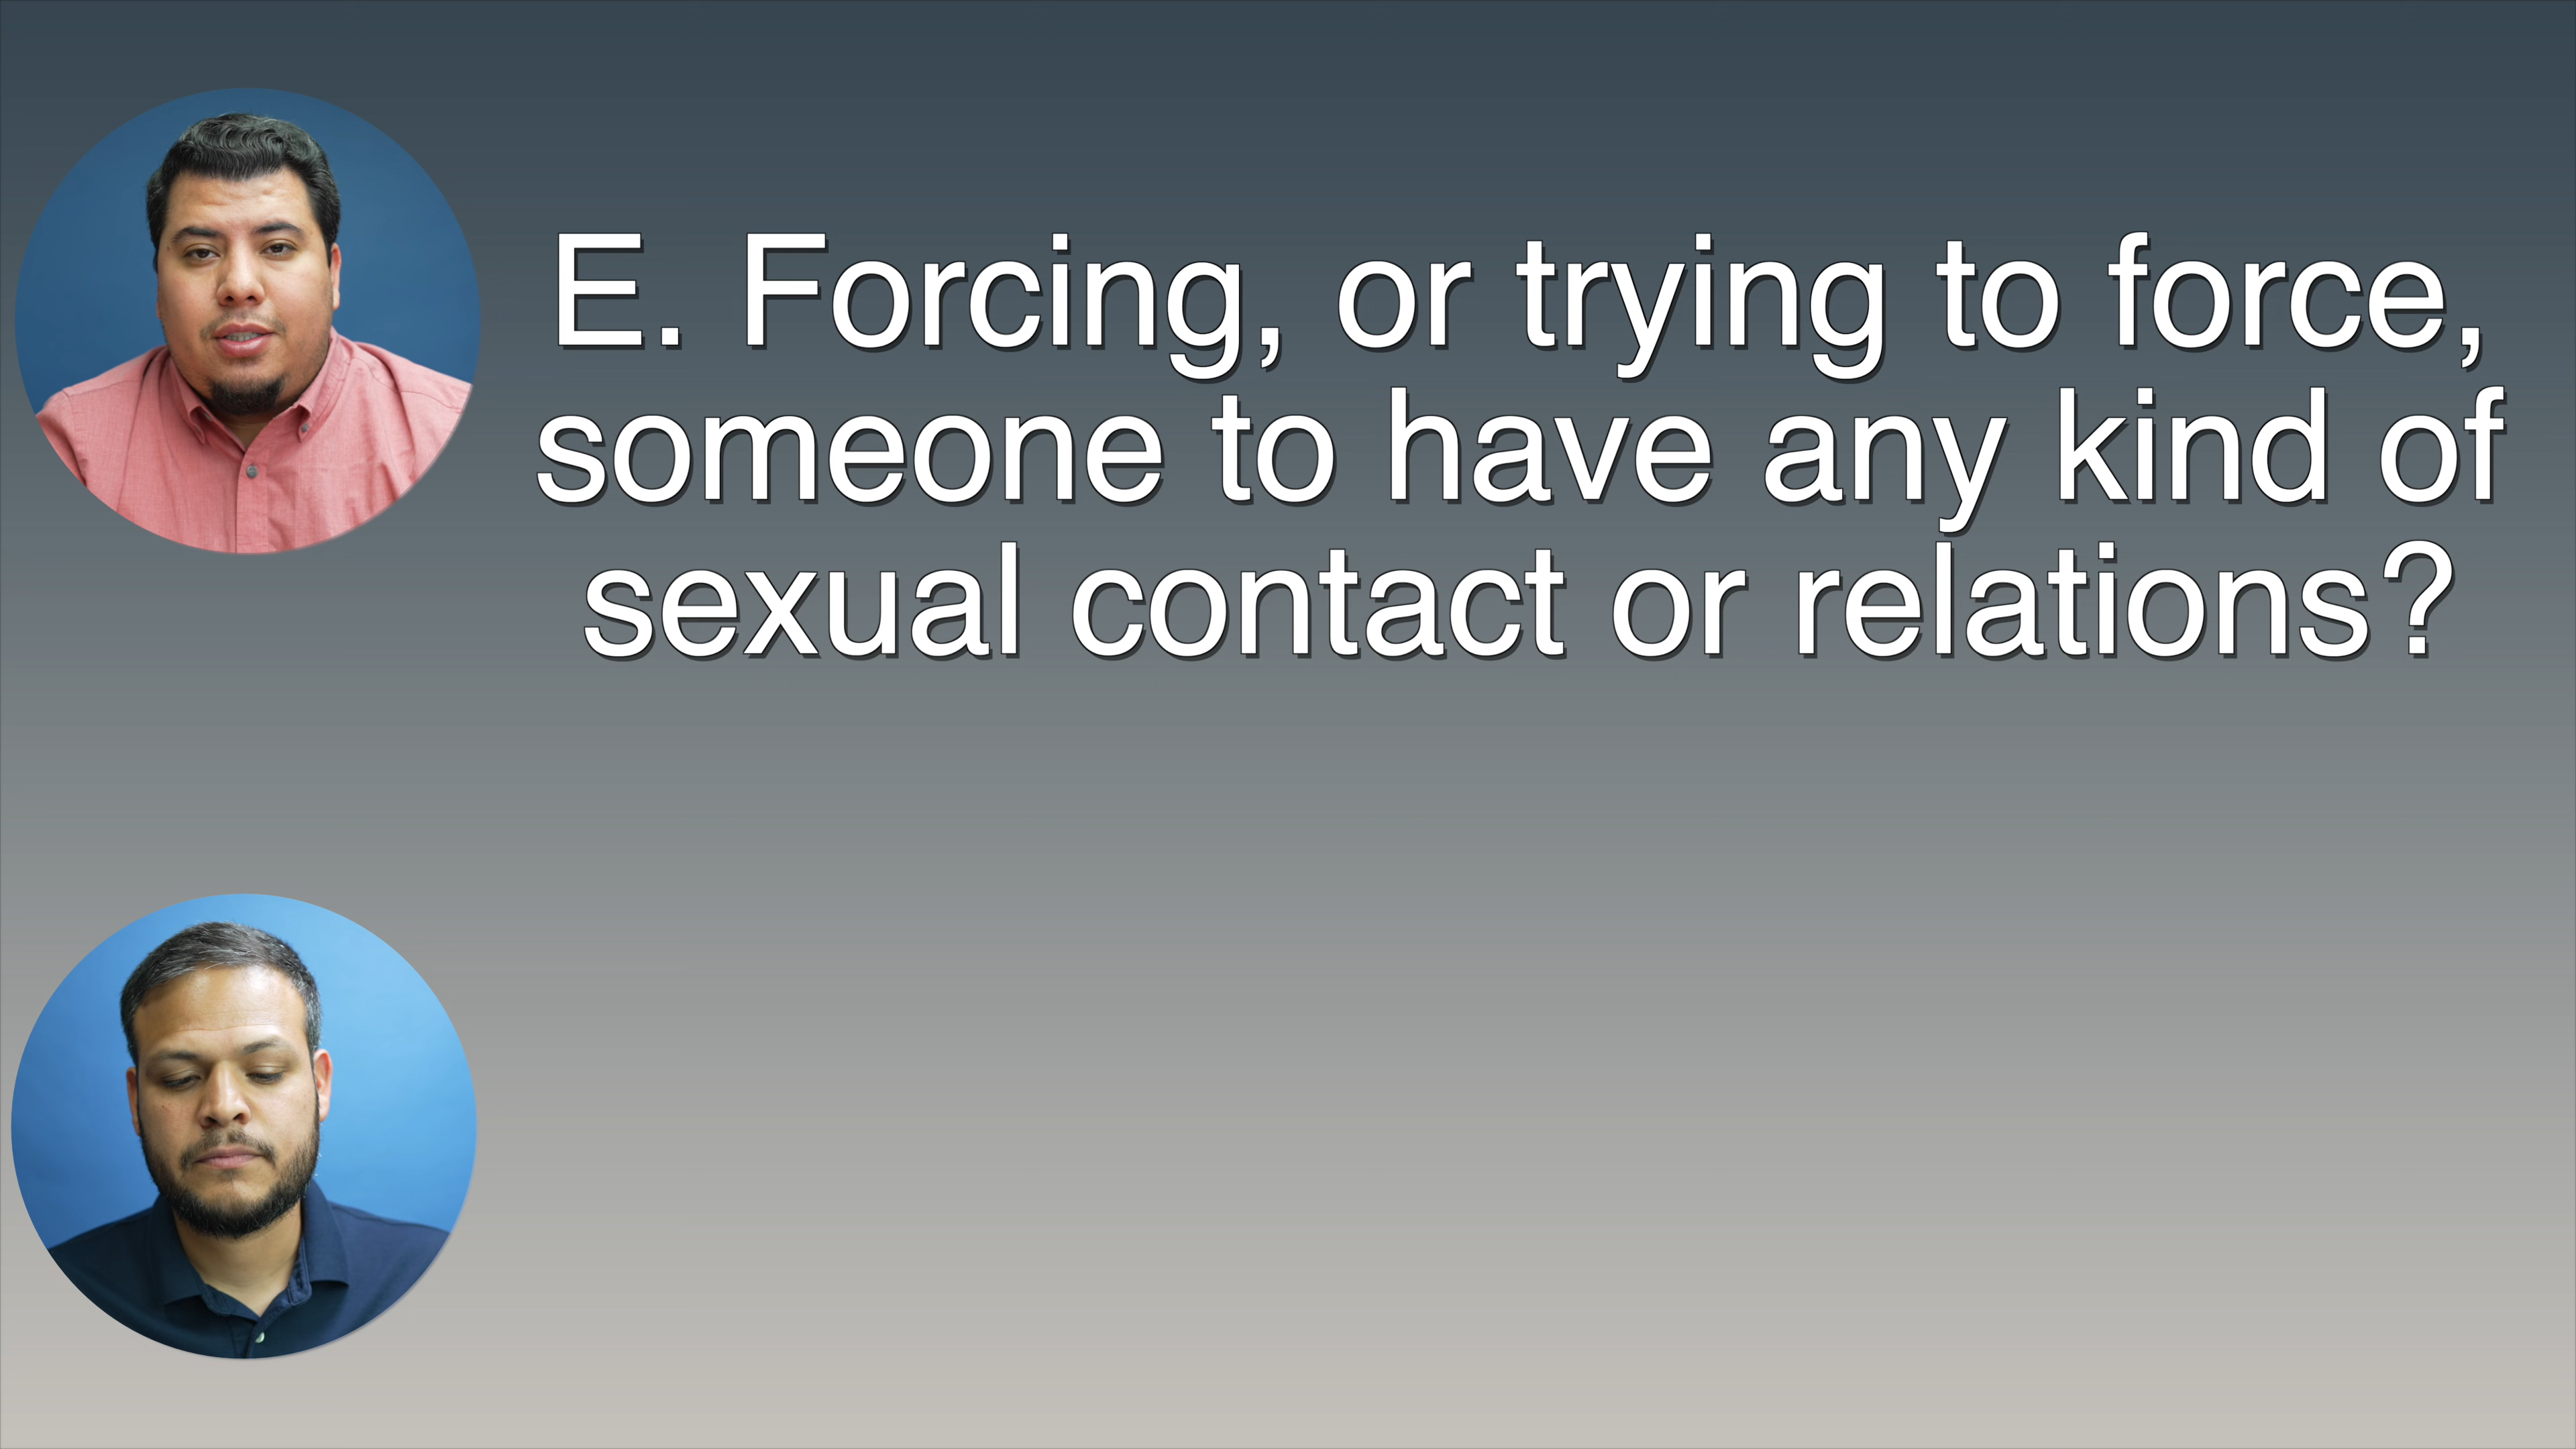 E. Forcing, or trying to force,
someone to have any kind of
sexual contact or relations?